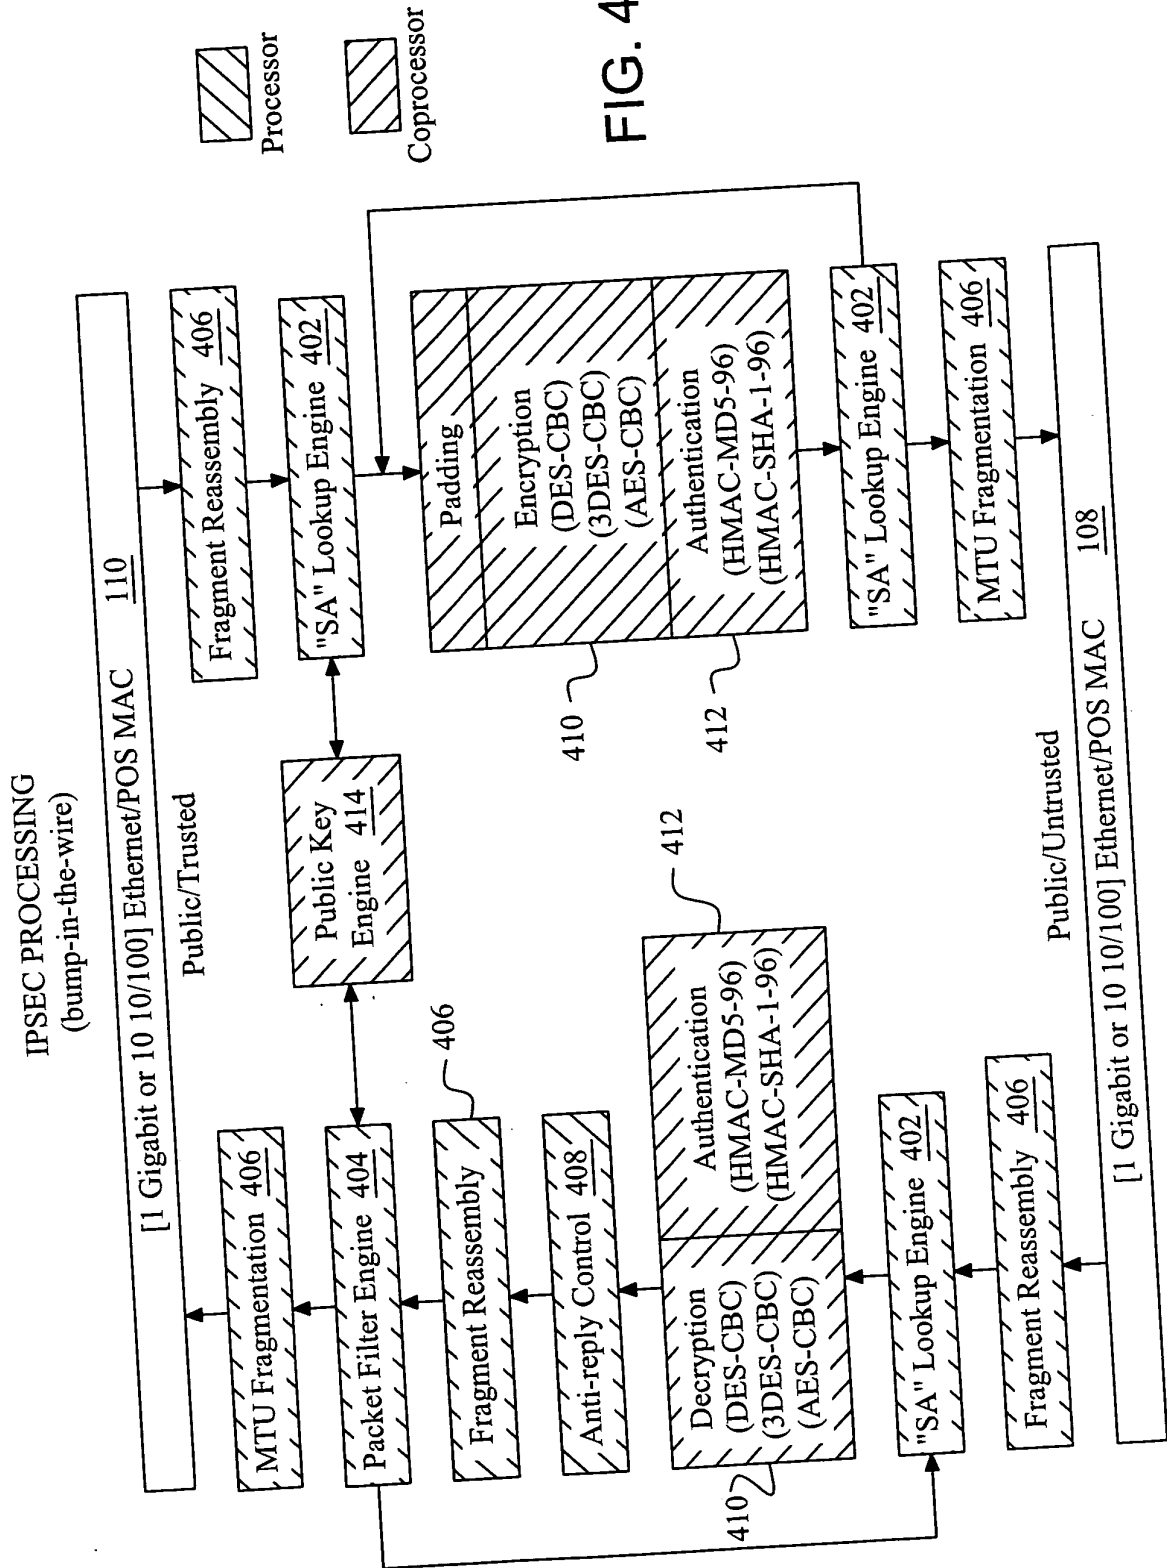 IPSEC PROCESSING
(bump-in-the-wire)
[1 Gigabit or 10 10/100] Ethernet/POS MAC 110
Public/Trusted
MTU Fragmentation 406
Packet Filter Engine 404
Fragment Reassembly
406
Anti-reply Control 408
Decryption
(DES-CBC)
(3DES-CBC)
(AES-CBC)
410
Authentication
(HMAC-MD5-96)
(HMAC-SHA-1-96)
412
"SA" Lookup Engine 402
Fragment Reassembly 406
Public Key
Engine 414
Fragment Reassembly 406
"SA" Lookup Engine 402
Padding
Encryption
(DES-CBC)
(3DES-CBC)
(AES-CBC)
410
Authentication
(HMAC-MD5-96)
(HMAC-SHA-1-96)
412
"SA" Lookup Engine 402
MTU Fragmentation 406
Public/Untrusted
[1 Gigabit or 10 10/100] Ethernet/POS MAC 108
Processor
Coprocessor
FIG. 4